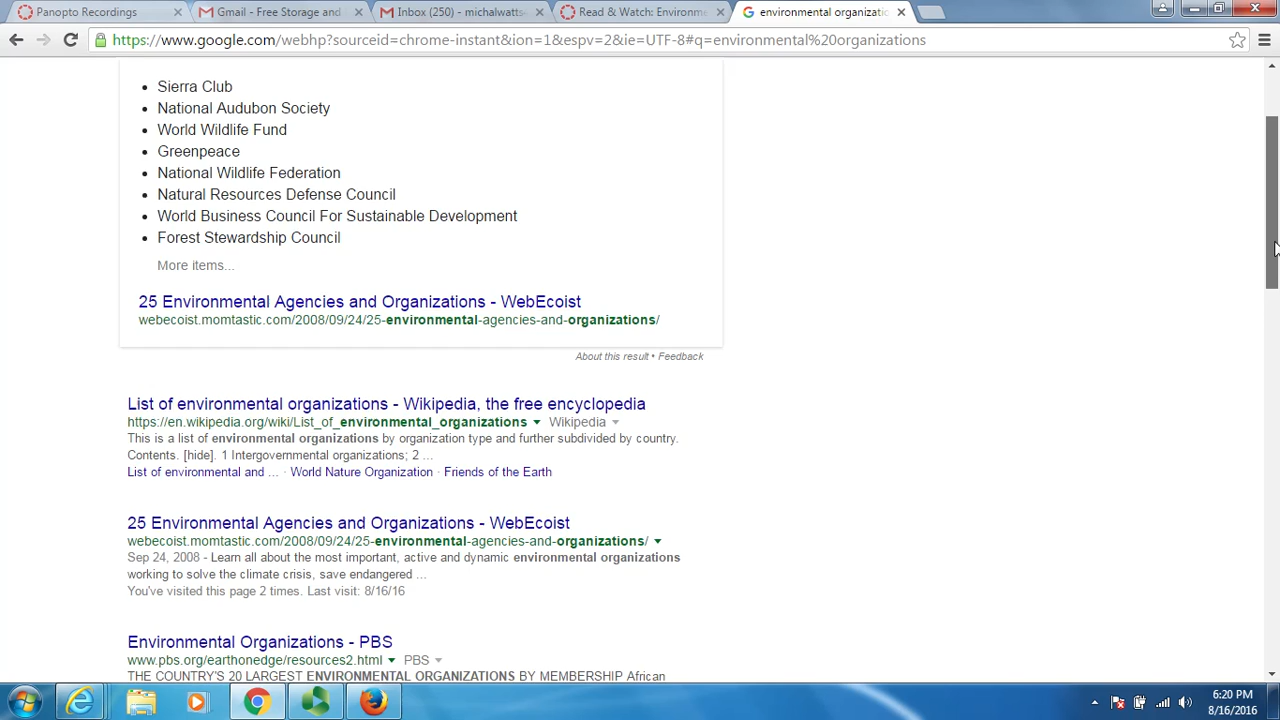 Panopto Recordings
Gmail - Free Storage and
Inbox (250) - michalwatts
Read & Watch: Environm
environmental organizatio
https://www.google.com/webhp?sourceid=chrome-instant&ion=1&espv=2&ie=UTF-8#q=environmental%20organizations
Sierra Club
National Audubon Society
World Wildlife Fund
Greenpeace
National Wildlife Federation
Natural Resources Defense Council
World Business Council For Sustainable Development
Forest Stewardship Council
More items...
25 Environmental Agencies and Organizations - WebEcoist
webecoist.momtastic.com/2008/09/24/25-environmental-agencies-and-organizations/
About this result • Feedback
List of environmental organizations - Wikipedia, the free encyclopedia
https://en.wikipedia.org/wiki/List_of_environmental_organizations Wikipedia
This is a list of environmental organizations by organization type and further subdivided by country.
Contents. [hide]. 1 Intergovernmental organizations; 2 ...
List of environmental and ... · World Nature Organization · Friends of the Earth
25 Environmental Agencies and Organizations - WebEcoist
webecoist.momtastic.com/2008/09/24/25-environmental-agencies-and-organizations/
Sep 24, 2008 - Learn all about the most important, active and dynamic environmental organizations
working to solve the climate crisis, save endangered ...
You've visited this page 2 times. Last visit: 8/16/16
Environmental Organizations - PBS
www.pbs.org/earthonedge/resources2.html PBS
THE COUNTRY'S 20 LARGEST ENVIRONMENTAL ORGANIZATIONS BY MEMBERSHIP African
6:20 PM
8/16/2016